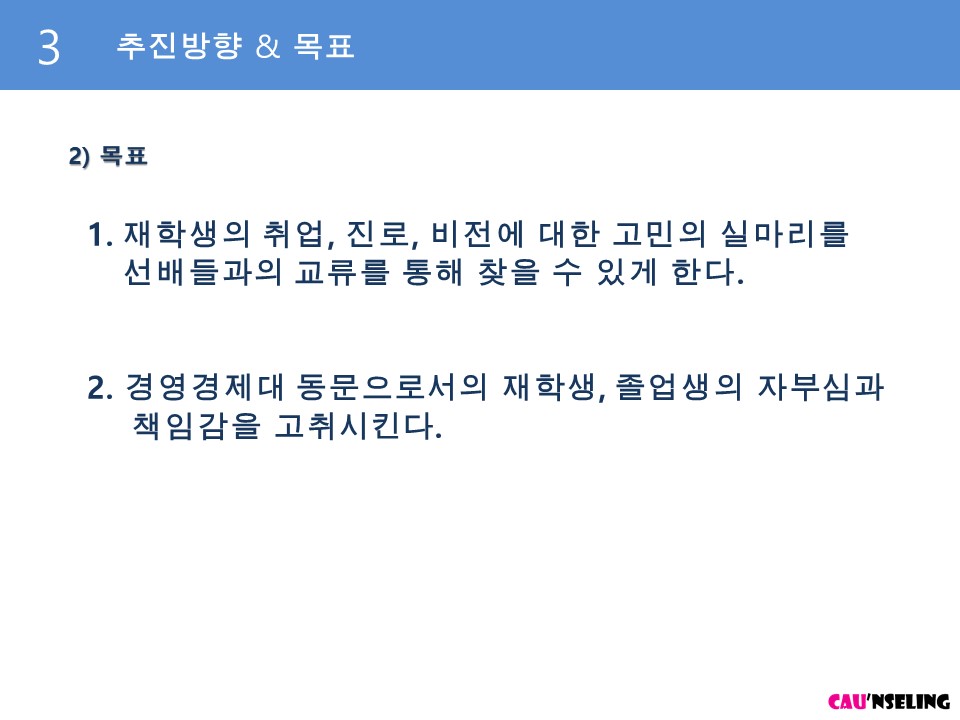 3 추진방향 & 목표
2) 목표
1. 재학생의 취업, 진로, 비전에 대한 고민의 실마리를
선배들과의 교류를 통해 찾을 수 있게 한다.
2. 경영경제대 동문으로서의 재학생, 졸업생의 자부심과
책임감을 고취시킨다.
CAU'NSELING